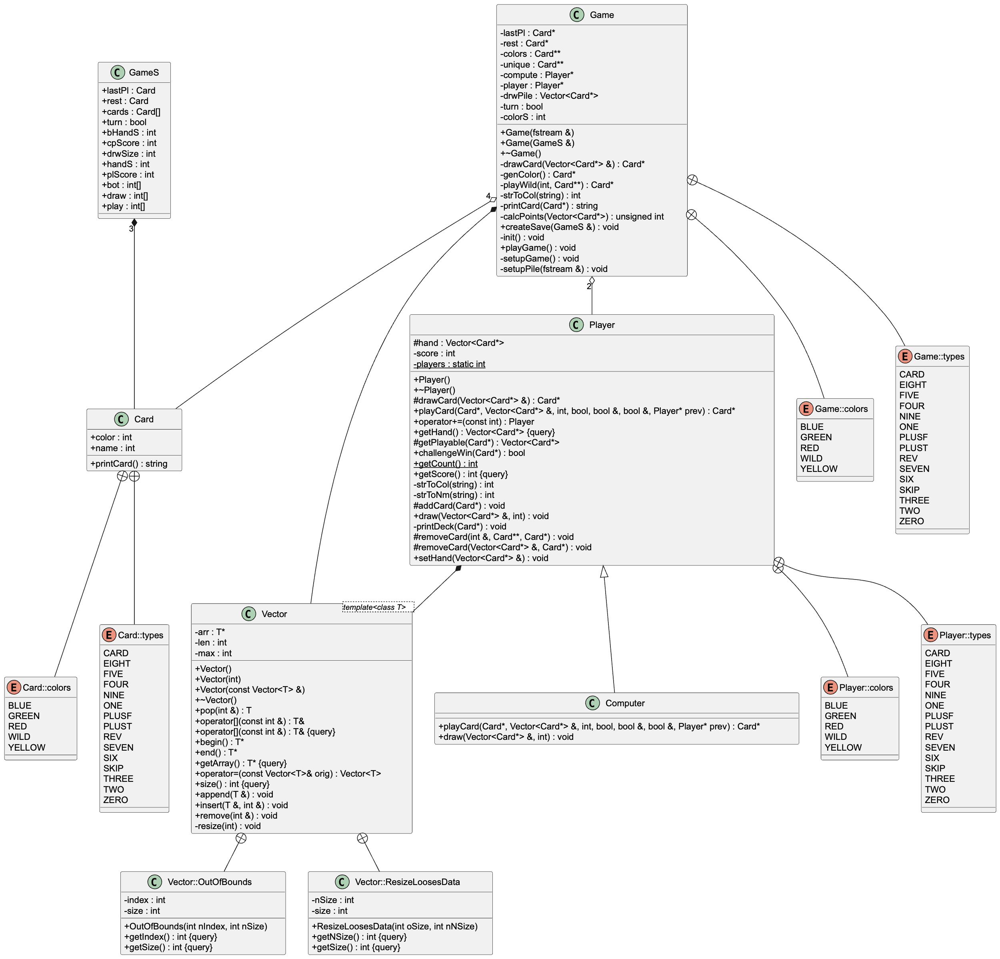 C Game
-lastPl : Card*
-rest : Card*
-colors : Card**
-unique : Card**
-compute : Player*
-player : Player*
-drwPile : Vector<Card*>
-turn : bool
-colorS : int
+Game(fstream &)
+Game(GameS &)
+~Game()
-drawCard(Vector<Card*> &) : Card*
-genColor() : Card*
-playWild(int, Card**) : Card*
-strToCol(string) : int
-printCard(Card*) : string
-calcPoints(Vector<Card*>) : unsigned int
+createSave(GameS &) : void
-init() : void
+playGame() : void
-setupGame() : void
-setupPile(fstream &) : void
C GameS
+lastPl : Card
+rest : Card
+cards : Card[]
+turn : bool
+bHandS : int
+cpScore : int
+drwSize : int
+handS : int
+plScore : int
+bot : int[]
+draw : int[]
+play : int[]
3
4
2
C Player
#hand : Vector<Card*>
-score : int
-players : static int
+Player()
+~Player()
#drawCard(Vector<Card*> &) : Card*
+playCard(Card*, Vector<Card*> &, int, bool, bool &, bool &, Player* prev) : Card*
+operator+=(const int) : Player
+getHand() : Vector<Card*> {query}
#getPlayable(Card*) : Vector<Card*>
+challengeWin(Card*) : bool
+getCount() : int
+getScore() : int {query}
-strToCol(string) : int
-strToNm(string) : int
#addCard(Card*) : void
+draw(Vector<Card*> &, int) : void
-printDeck(Card*) : void
#removeCard(int &, Card**, Card*) : void
#removeCard(Vector<Card*> &, Card*) : void
+setHand(Vector<Card*> &) : void
E Game::types
CARD
EIGHT
FIVE
FOUR
NINE
ONE
PLUSF
PLUST
REV
SEVEN
SIX
SKIP
THREE
TWO
ZERO
E Game::colors
BLUE
GREEN
RED
WILD
YELLOW
C Card
+color : int
+name : int
+printCard() : string
C Vector
template<class T>
-arr : T*
-len : int
-max : int
+Vector()
+Vector(int)
+Vector(const Vector<T> &)
+~Vector()
+pop(int &) : T
+operator[](const int &) : T&
+operator[](const int &) : T& {query}
+begin() : T*
+end() : T*
+getArray() : T* {query}
+operator=(const Vector<T>& orig) : Vector<T>
+size() : int {query}
+append(T &) : void
+insert(T &, int &) : void
+remove(int &) : void
-resize(int) : void
E Card::types
CARD
EIGHT
FIVE
FOUR
NINE
ONE
PLUSF
PLUST
REV
SEVEN
SIX
SKIP
THREE
TWO
ZERO
E Card::colors
BLUE
GREEN
RED
WILD
YELLOW
C Computer
+playCard(Card*, Vector<Card*> &, int, bool, bool &, bool &, Player* prev) : Card*
+draw(Vector<Card*> &, int) : void
E Player::colors
BLUE
GREEN
RED
WILD
YELLOW
E Player::types
CARD
EIGHT
FIVE
FOUR
NINE
ONE
PLUSF
PLUST
REV
SEVEN
SIX
SKIP
THREE
TWO
ZERO
C Vector::OutOfBounds
-index : int
-size : int
+OutOfBounds(int nIndex, int nSize)
+getIndex() : int {query}
+getSize() : int {query}
C Vector::ResizeLoosesData
-nSize : int
-size : int
+ResizeLoosesData(int oSize, int nNSize)
+getNSize() : int {query}
+getSize() : int {query}